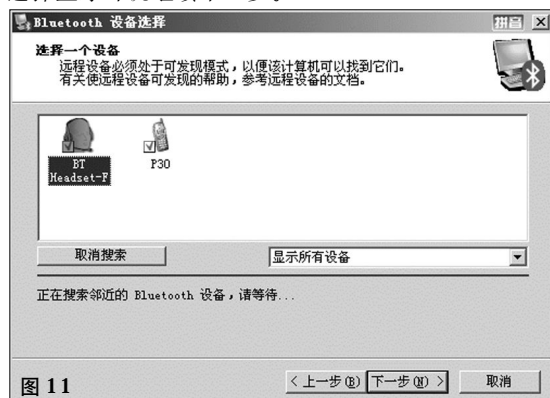 Bluetooth 设备选择
拼音
选择一个设备
远程设备必须处于可发现模式，以便该计算机可以找到它们。
有关使远程设备可发现的帮助，参考远程设备的文档。
BT
Headset-F
P30
取消搜索
显示所有设备
正在搜索邻近的 Bluetooth 设备，请等待...
图 11
< 上一步(B)
下一步(N) >
取消